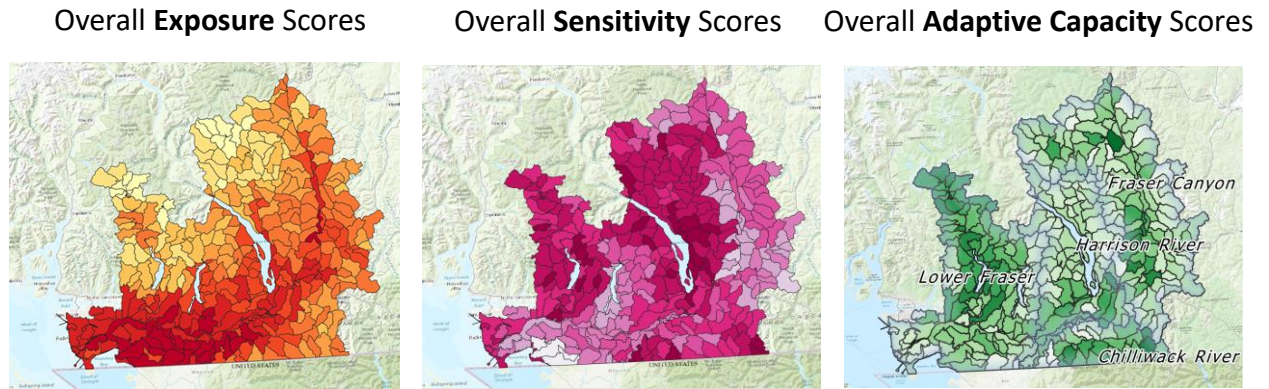 Overall Exposure Scores
Overall Sensitivity Scores
Overall Adaptive Capacity Scores
UNITED STATES
UNITED STATES
Fraser Canyon
Harrison River
Lower Fraser
Chilliwack River